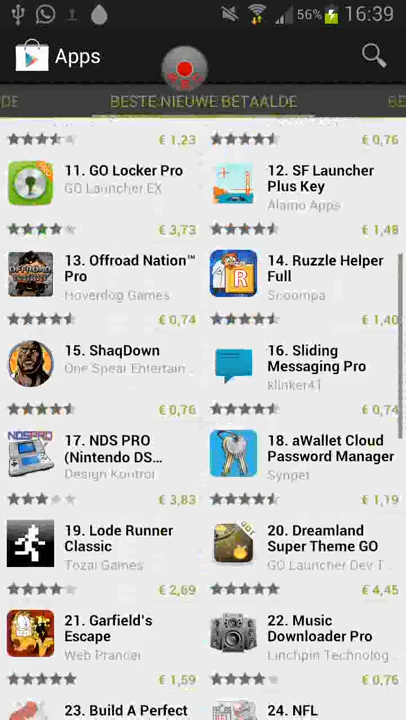 56% 16:39
Apps
DE BESTE NIEUWE BETAALDE BE
€ 1,23 € 0,76
11. GO Locker Pro
GO Launcher EX
€ 3,73
12. SF Launcher
Plus Key
Alamo Apps
€ 1,48
13. Offroad Nation™
Pro
Hoverdog Games
€ 0,74
14. Ruzzle Helper
Full
Snoompa
€ 1,40
15. ShaqDown
One Spear Entertain...
€ 0,76
16. Sliding
Messaging Pro
klinker41
€ 0,74
NDSPRO
17. NDS PRO
(Nintendo DS...
Design Kontrol
€ 3,83
18. aWallet Cloud
Password Manager
Synpet
€ 1,19
19. Lode Runner
Classic
Tozai Games
€ 2,69
20. Dreamland
Super Theme GO
GO Launcher Dev T...
€ 4,45
21. Garfield's
Escape
Web Prancer
€ 1,59
22. Music
Downloader Pro
Linchpin Technolog...
€ 0,76
23. Build A Perfect
24. NFL